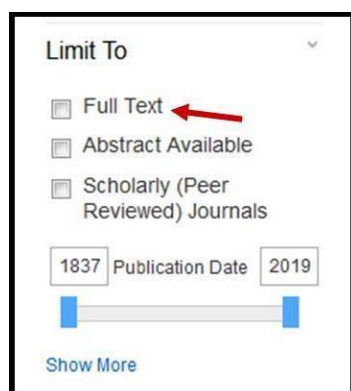 Limit To
Full Text
Abstract Available
Scholarly (Peer
Reviewed) Journals
1837 Publication Date 2019
Show More